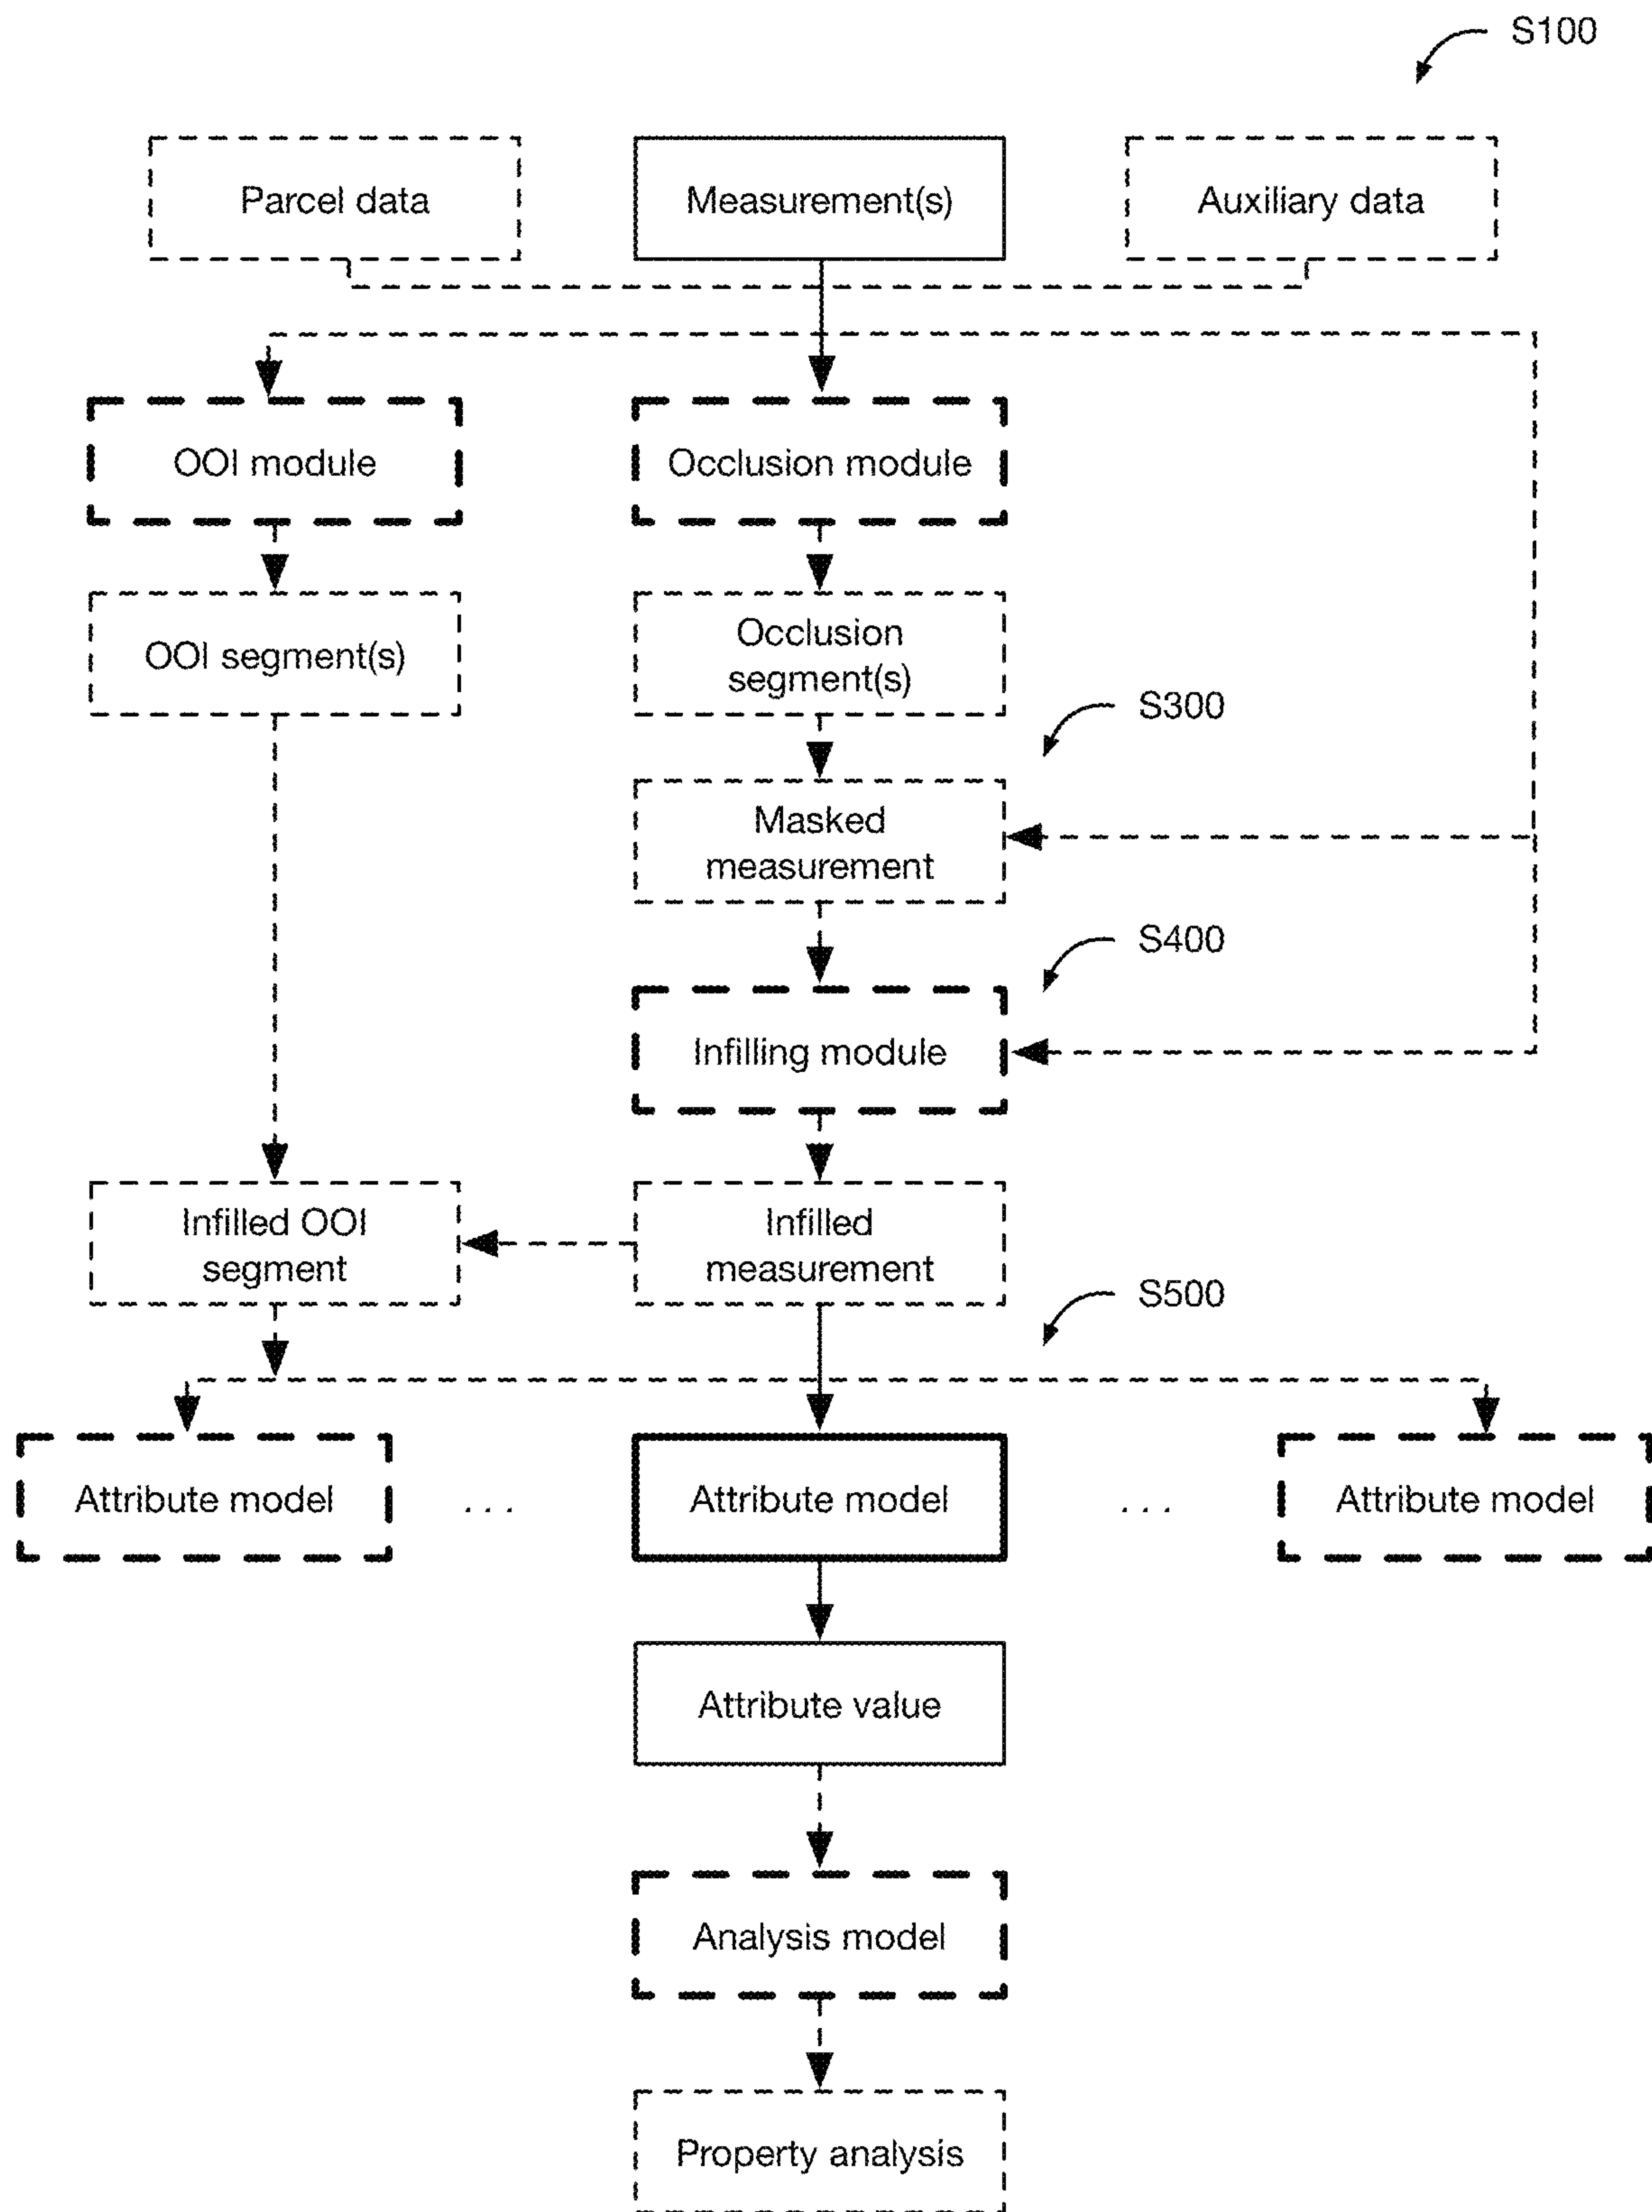 S100
Parcel data
Measurement(s)
Auxiliary data
OOI module
Occlusion module
OOI segment(s)
Occlusion
segment(s)
S300
Masked
measurement
S400
Infilling module
Infilled OOI
segment
Infilled
measurement
S500
Attribute model
...
Attribute model
...
Attribute model
Attribute value
Analysis model
Property analysis